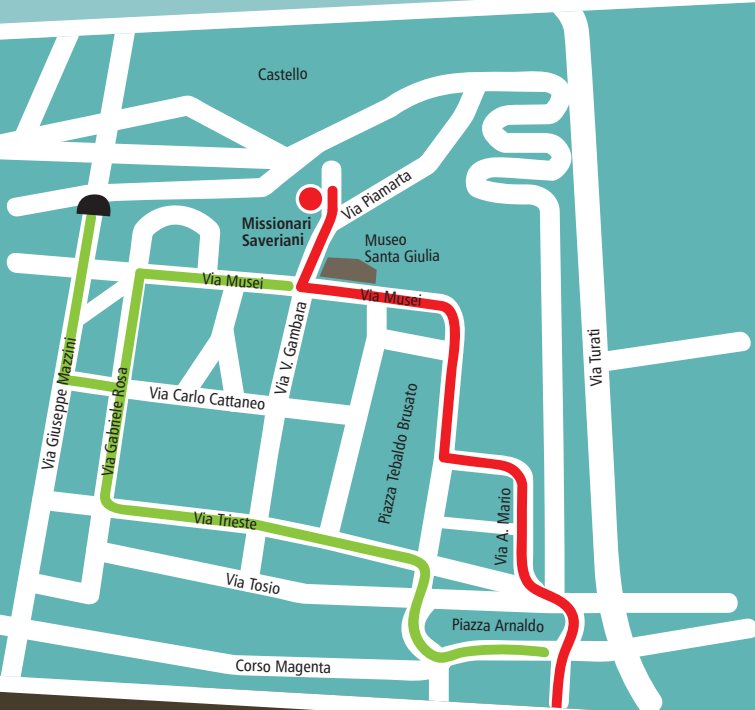 Castello
Via Piamarta
Missionari
Saveriani
Museo
Santa Giulia
Via Musei
Via Musei
Via V. Gambara
Via Turati
Via Giuseppe Mazzini
Via Gabriele Rosa
Via Carlo Cattaneo
Piazza Tebaldo Brusato
Via Trieste
Via A. Mario
Via Tosio
Piazza Arnaldo
Corso Magenta